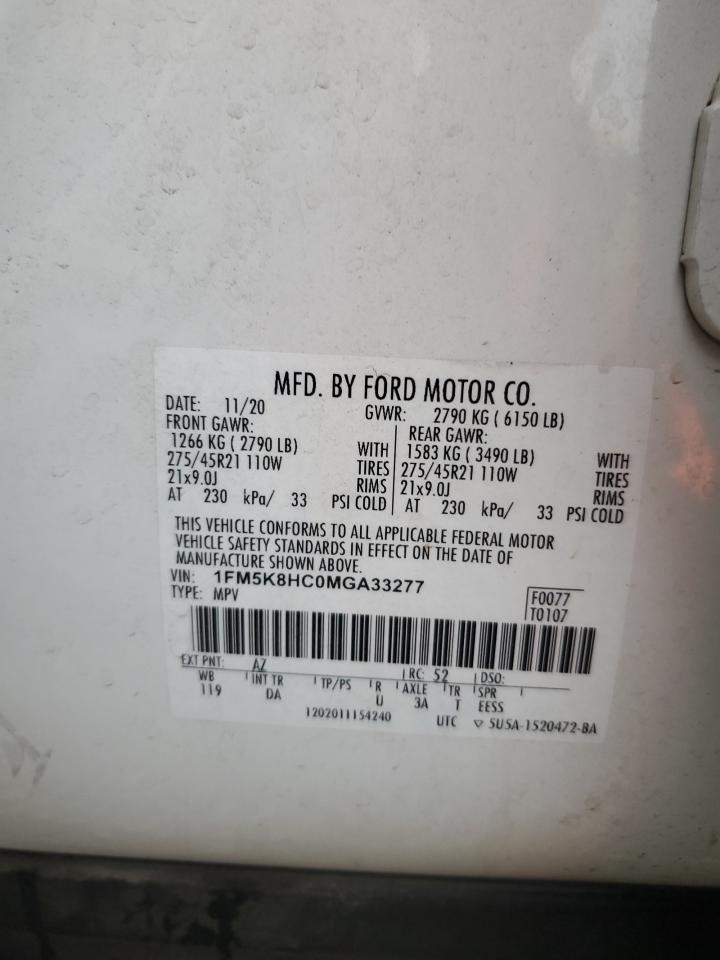 MFD. BY FORD MOTOR CO.
DATE: 11/20 GVWR: 2790 KG ( 6150 LB)
FRONT GAWR: REAR GAWR:
1266 KG ( 2790 LB) WITH 1583 KG ( 3490 LB) WITH
275/45R21 110W TIRES 275/45R21 110W TIRES
21x9.0J RIMS 21x9.0J RIMS
AT 230 kPa/ 33 PSI COLD AT 230 kPa/ 33 PSI COLD
THIS VEHICLE CONFORMS TO ALL APPLICABLE FEDERAL MOTOR
VEHICLE SAFETY STANDARDS IN EFFECT ON THE DATE OF
MANUFACTURE SHOWN ABOVE.
VIN: 1FM5K8HC0MGA33277
TYPE: MPV F0077
T0107
EXT PNT: AZ RC: 52 DSO:
WB INT TR TP/PS R AXLE TR SPR
119 DA U 3A T EESS
1202011154240 UTC ▽ 5U5A-1520472-BA